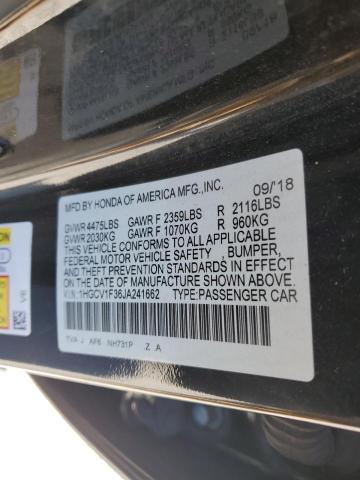 MFD BY HONDA OF AMERICA MFG.,INC. 09/'18
GVWR 4475LBS GAWR F 2359LBS R 2116LBS
GVWR 2030KG GAWR F 1070KG R 960KG
THIS VEHICLE CONFORMS TO ALL APPLICABLE
FEDERAL MOTOR VEHICLE SAFETY , BUMPER,
AND THEFT PREVENTION STANDARDS IN EFFECT ON
THE DATE OF MANUFACTURE SHOWN ABOVE.
V.I.N.: 1HGCV1F36JA241662 TYPE:PASSENGER CAR
TVA J AF6 NH731P Z A